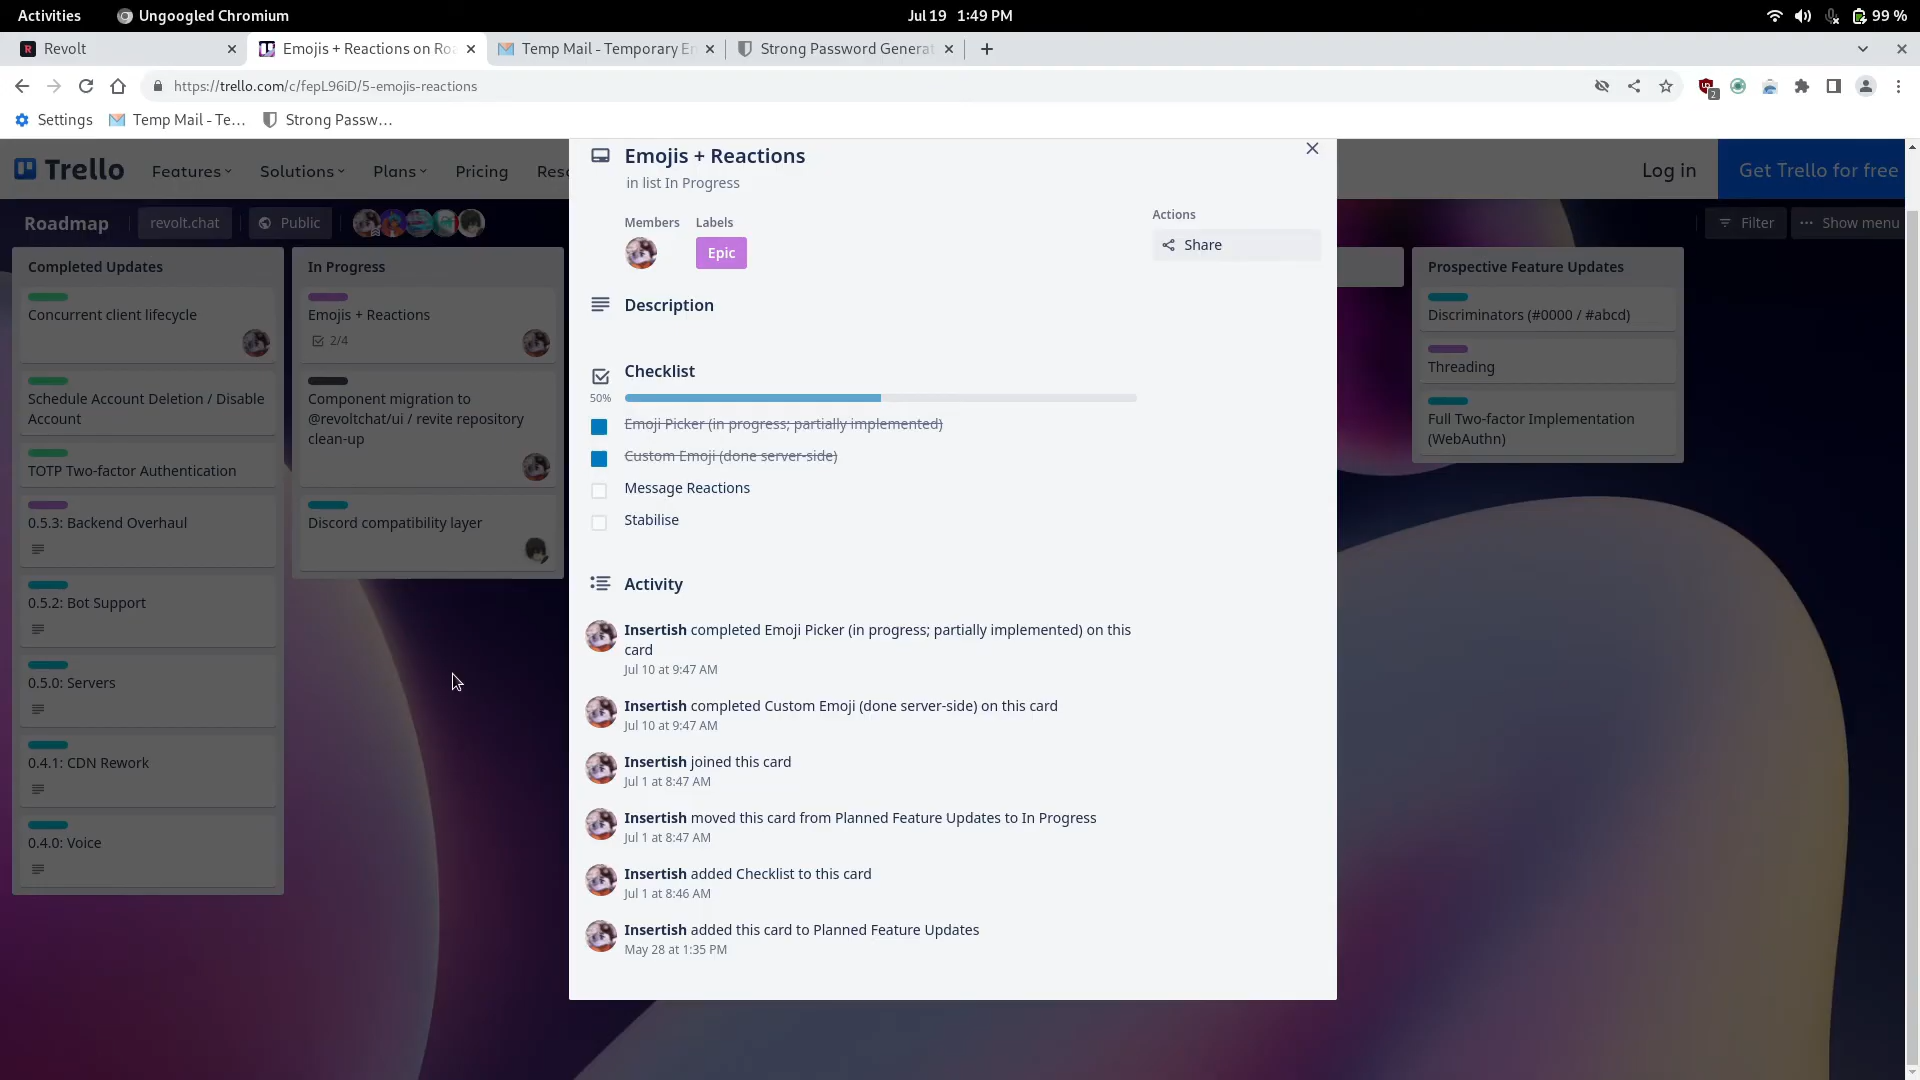 Activities
Ungoogled Chromium
Jul 19 1:49 PM
99 %
Revolt
Emojis + Reactions on Roa
Temp Mail - Temporary Em
Strong Password Generat
https://trello.com/c/fepL96iD/5-emojis-reactions
2
Settings
Temp Mail - Te...
Strong Passw...
Trello
Features
Solutions
Plans
Pricing
Reso
Log in
Get Trello for free
Roadmap
revolt.chat
Public
Filter
Show menu
Completed Updates
Concurrent client lifecycle
Schedule Account Deletion / Disable
Account
TOTP Two-factor Authentication
0.5.3: Backend Overhaul
0.5.2: Bot Support
0.5.0: Servers
0.4.1: CDN Rework
0.4.0: Voice
In Progress
Emojis + Reactions
2/4
Component migration to
@revoltchat/ui / revite repository
clean-up
Discord compatibility layer
Emojis + Reactions
in list In Progress
Members
Labels
Epic
Actions
Share
Description
Checklist
50%
Emoji Picker (in progress; partially implemented)
Custom Emoji (done server-side)
Message Reactions
Stabilise
Activity
Insertish completed Emoji Picker (in progress; partially implemented) on this
card
Jul 10 at 9:47 AM
Insertish completed Custom Emoji (done server-side) on this card
Jul 10 at 9:47 AM
Insertish joined this card
Jul 1 at 8:47 AM
Insertish moved this card from Planned Feature Updates to In Progress
Jul 1 at 8:47 AM
Insertish added Checklist to this card
Jul 1 at 8:46 AM
Insertish added this card to Planned Feature Updates
May 28 at 1:35 PM
Prospective Feature Updates
Discriminators (#0000 / #abcd)
Threading
Full Two-factor Implementation
(WebAuthn)